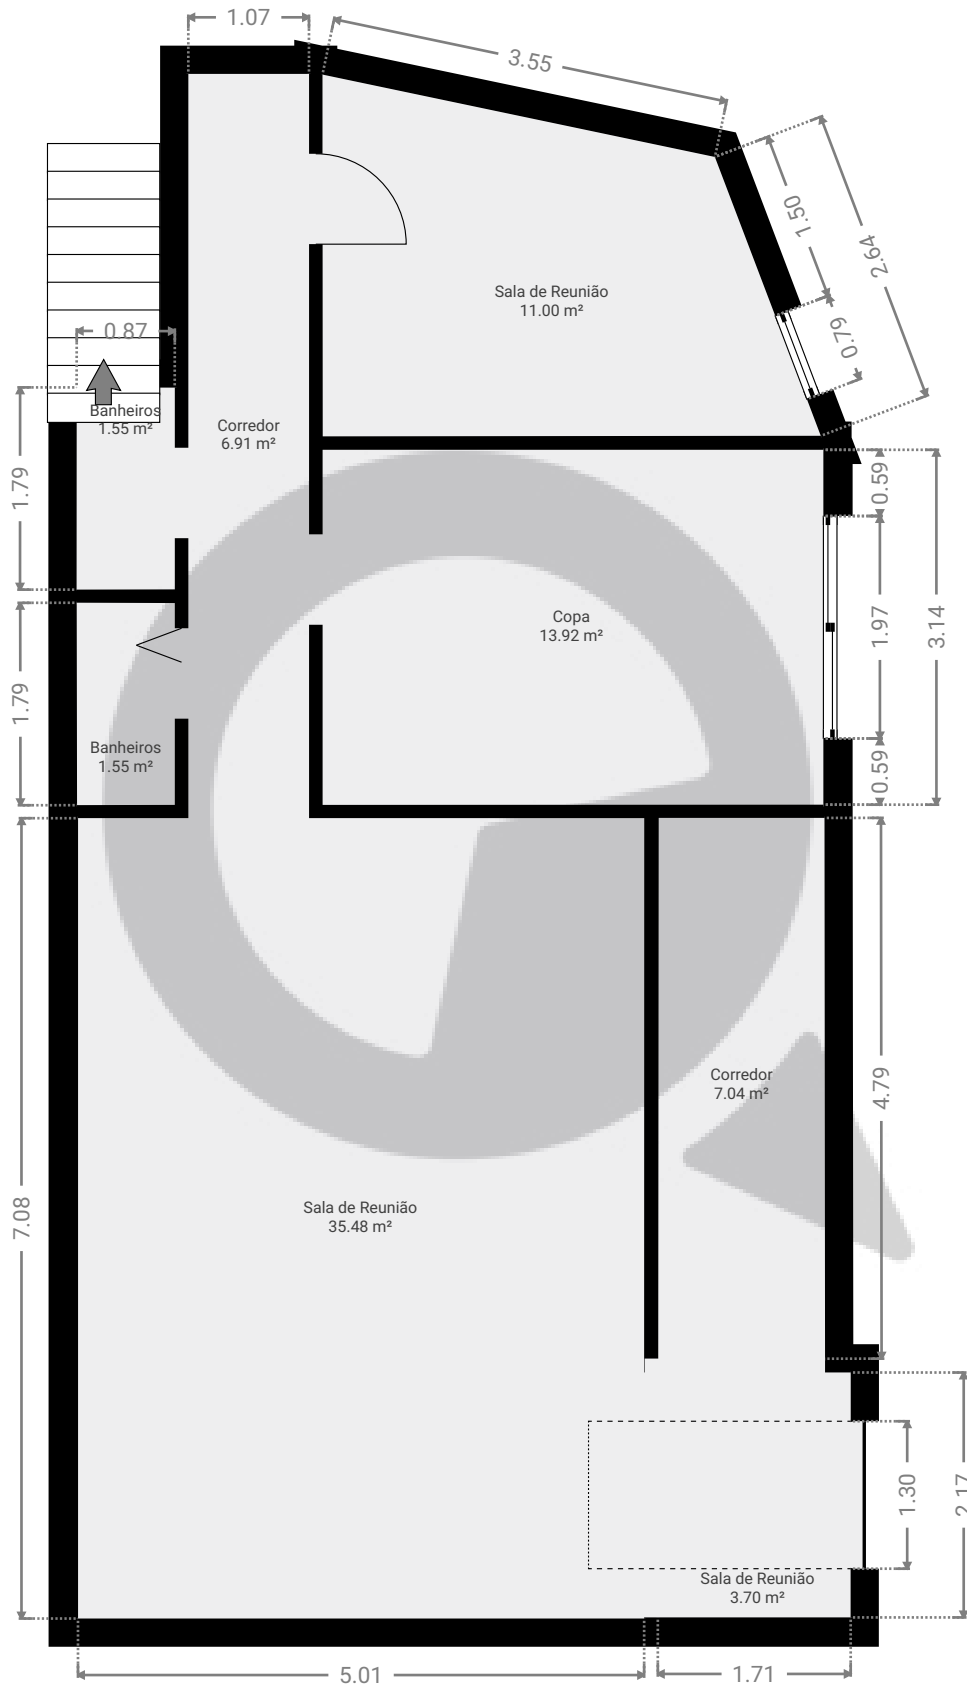 1.07
3.55
1.50
2.64
0.79
Sala de Reunião
11.00 m²
0.87
Banheiros
1.55 m²
Corredor
6.91 m²
1.79
0.59
1.97
3.14
Copa
13.92 m²
1.79
Banheiros
1.55 m²
0.59
4.79
Corredor
7.04 m²
7.08
Sala de Reunião
35.48 m²
1.30
2.17
Sala de Reunião
3.70 m²
5.01
1.71